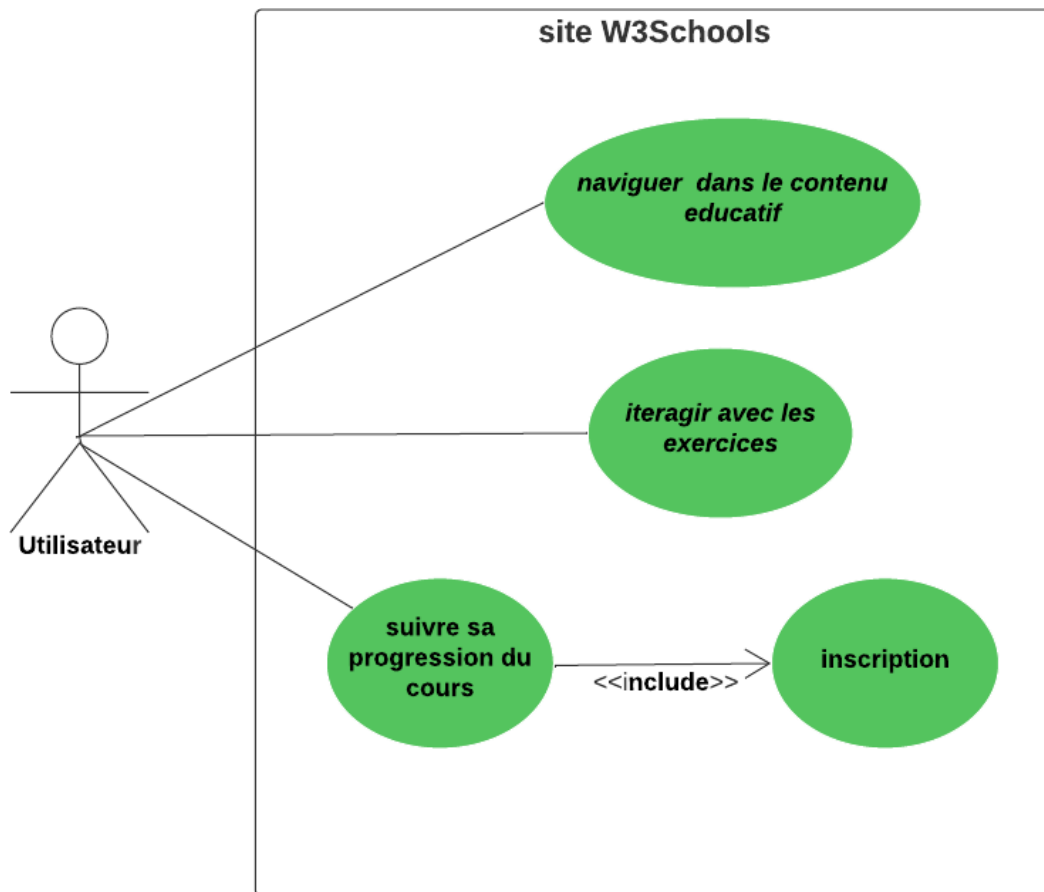 site W3Schools
naviguer dans le contenu
educatif
iteragir avec les
exercices
Utilisateur
suivre sa
progression du
cours
<<include>>
inscription